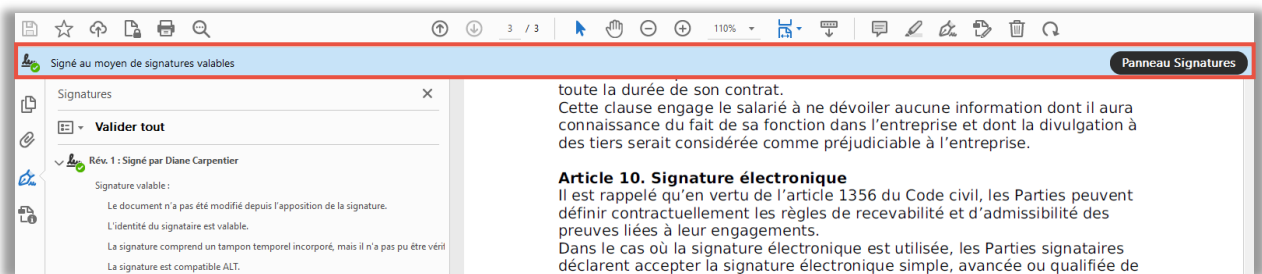 3 / 3
110%
Signé au moyen de signatures valables
Panneau Signatures
Signatures
Valider tout
Rév. 1 : Signé par Diane Carpentier
Signature valable :
Le document n'a pas été modifié depuis l'apposition de la signature.
L'identité du signataire est valable.
La signature comprend un tampon temporel incorporé, mais il n'a pas pu être vérif
La signature est compatible ALT.
toute la durée de son contrat.
Cette clause engage le salarié à ne dévoiler aucune information dont il aura
connaissance du fait de sa fonction dans l'entreprise et dont la divulgation à
des tiers serait considérée comme préjudiciable à l'entreprise.
Article 10. Signature électronique
Il est rappelé qu'en vertu de l'article 1356 du Code civil, les Parties peuvent
définir contractuellement les règles de recevabilité et d'admissibilité des
preuves liées à leur engagements.
Dans le cas où la signature électronique est utilisée, les Parties signataires
déclarent accepter la signature électronique simple, avancée ou qualifiée de